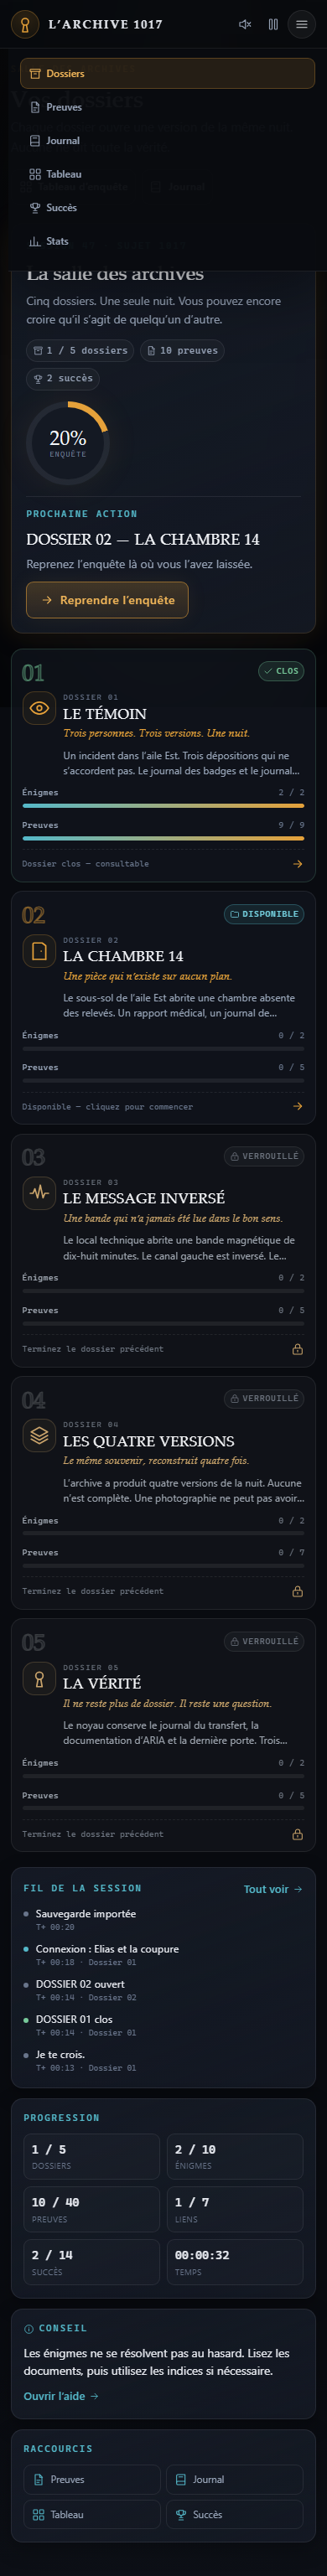 L'ARCHIVE 1017
Dossiers
Preuves
Journal
Tableau
Succès
Stats
La salle des archives
Cinq dossiers. Une seule nuit. Vous pouvez encore
croire qu'il s'agit de quelqu'un d'autre.
1 / 5 dossiers
10 preuves
2 succès
20%
ENQUÊTE
PROCHAINE ACTION
DOSSIER 02 — LA CHAMBRE 14
Reprenez l'enquête là où vous l'avez laissée.
Reprendre l'enquête
01
CLOS
DOSSIER 01
LE TÉMOIN
Trois personnes. Trois versions. Une nuit.
Un incident dans l'aile Est. Trois dépositions qui ne
s'accordent pas. Le journal des badges et le journal...
Énigmes 2 / 2
Preuves 9 / 9
Dossier clos — consultable
02
DISPONIBLE
DOSSIER 02
LA CHAMBRE 14
Une pièce qui n'existe sur aucun plan.
Le sous-sol de l'aile Est abrite une chambre absente
des relevés. Un rapport médical, un journal de...
Énigmes 0 / 2
Preuves 0 / 5
Disponible — cliquez pour commencer
03
VERROUILLÉ
DOSSIER 03
LE MESSAGE INVERSÉ
Une bande qui n'a jamais été lue dans le bon sens.
Le local technique abrite une bande magnétique de
dix-huit minutes. Le canal gauche est inversé. Le...
Énigmes 0 / 2
Preuves 0 / 5
Terminez le dossier précédent
04
VERROUILLÉ
DOSSIER 04
LES QUATRE VERSIONS
Le même souvenir, reconstruit quatre fois.
L'archive a produit quatre versions de la nuit. Aucune
n'est complète. Une photographie ne peut pas avoir...
Énigmes 0 / 2
Preuves 0 / 7
Terminez le dossier précédent
05
VERROUILLÉ
DOSSIER 05
LA VÉRITÉ
Il ne reste plus de dossier. Il reste une question.
Le noyau conserve le journal du transfert, la
documentation d'ARIA et la dernière porte. Trois...
Énigmes 0 / 2
Preuves 0 / 5
Terminez le dossier précédent
FIL DE LA SESSION
Tout voir
Sauvegarde importée
T+ 00:20
Connexion : Elias et la coupure
T+ 00:18 · Dossier 01
DOSSIER 02 ouvert
T+ 00:14 · Dossier 02
DOSSIER 01 clos
T+ 00:14 · Dossier 01
Je te crois.
T+ 00:13 · Dossier 01
PROGRESSION
1 / 5
DOSSIERS
2 / 10
ÉNIGMES
10 / 40
PREUVES
1 / 7
LIENS
2 / 14
SUCCÈS
00:00:32
TEMPS
CONSEIL
Les énigmes ne se résolvent pas au hasard. Lisez les
documents, puis utilisez les indices si nécessaire.
Ouvrir l'aide
RACCOURCIS
Preuves
Journal
Tableau
Succès